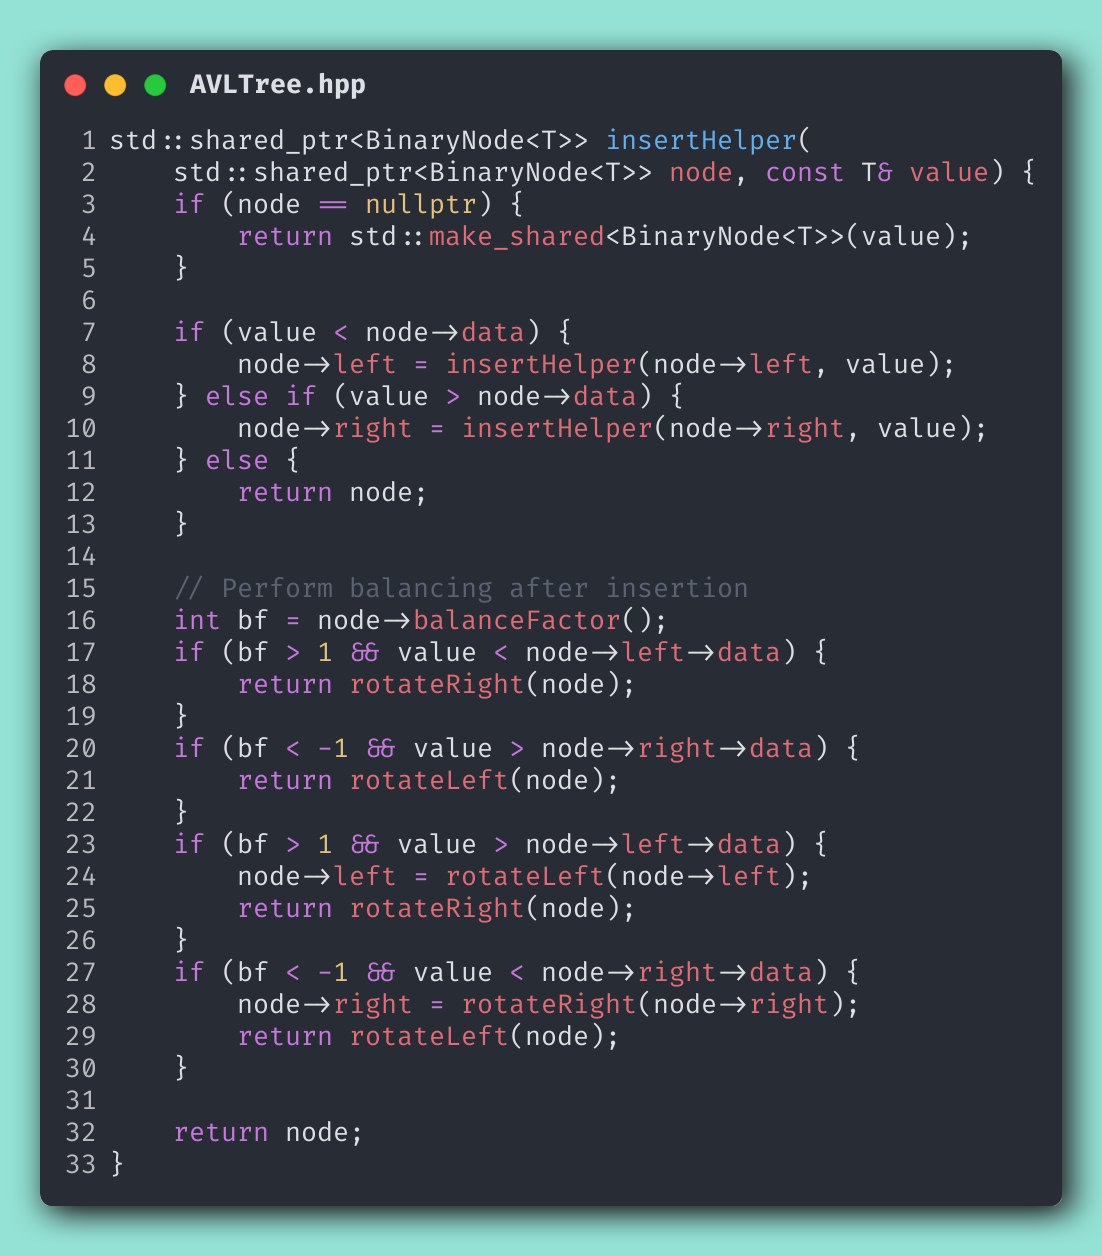 AVLTree.hpp
1 std::shared_ptr<BinaryNode<T>> insertHelper(
2     std::shared_ptr<BinaryNode<T>> node, const T& value) {
3     if (node == nullptr) {
4         return std::make_shared<BinaryNode<T>>(value);
5     }
6
7     if (value < node->data) {
8         node->left = insertHelper(node->left, value);
9     } else if (value > node->data) {
10         node->right = insertHelper(node->right, value);
11     } else {
12         return node;
13     }
14
15     // Perform balancing after insertion
16     int bf = node->balanceFactor();
17     if (bf > 1 && value < node->left->data) {
18         return rotateRight(node);
19     }
20     if (bf < -1 && value > node->right->data) {
21         return rotateLeft(node);
22     }
23     if (bf > 1 && value > node->left->data) {
24         node->left = rotateLeft(node->left);
25         return rotateRight(node);
26     }
27     if (bf < -1 && value < node->right->data) {
28         node->right = rotateRight(node->right);
29         return rotateLeft(node);
30     }
31
32     return node;
33 }